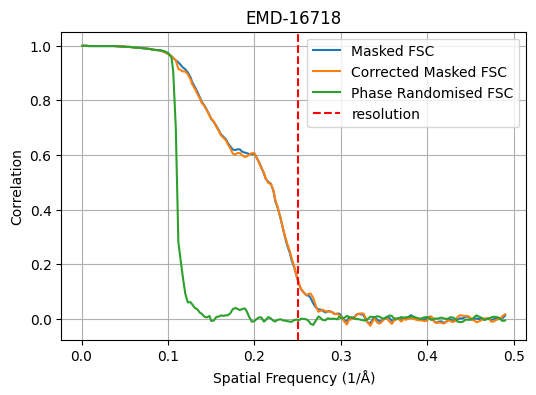 EMD-16718
Masked FSC
Corrected Masked FSC
Phase Randomised FSC
resolution
Correlation
1.0
0.8
0.6
0.4
0.2
0.0
0.0
0.1
0.2
0.3
0.4
0.5
Spatial Frequency (1/Å)